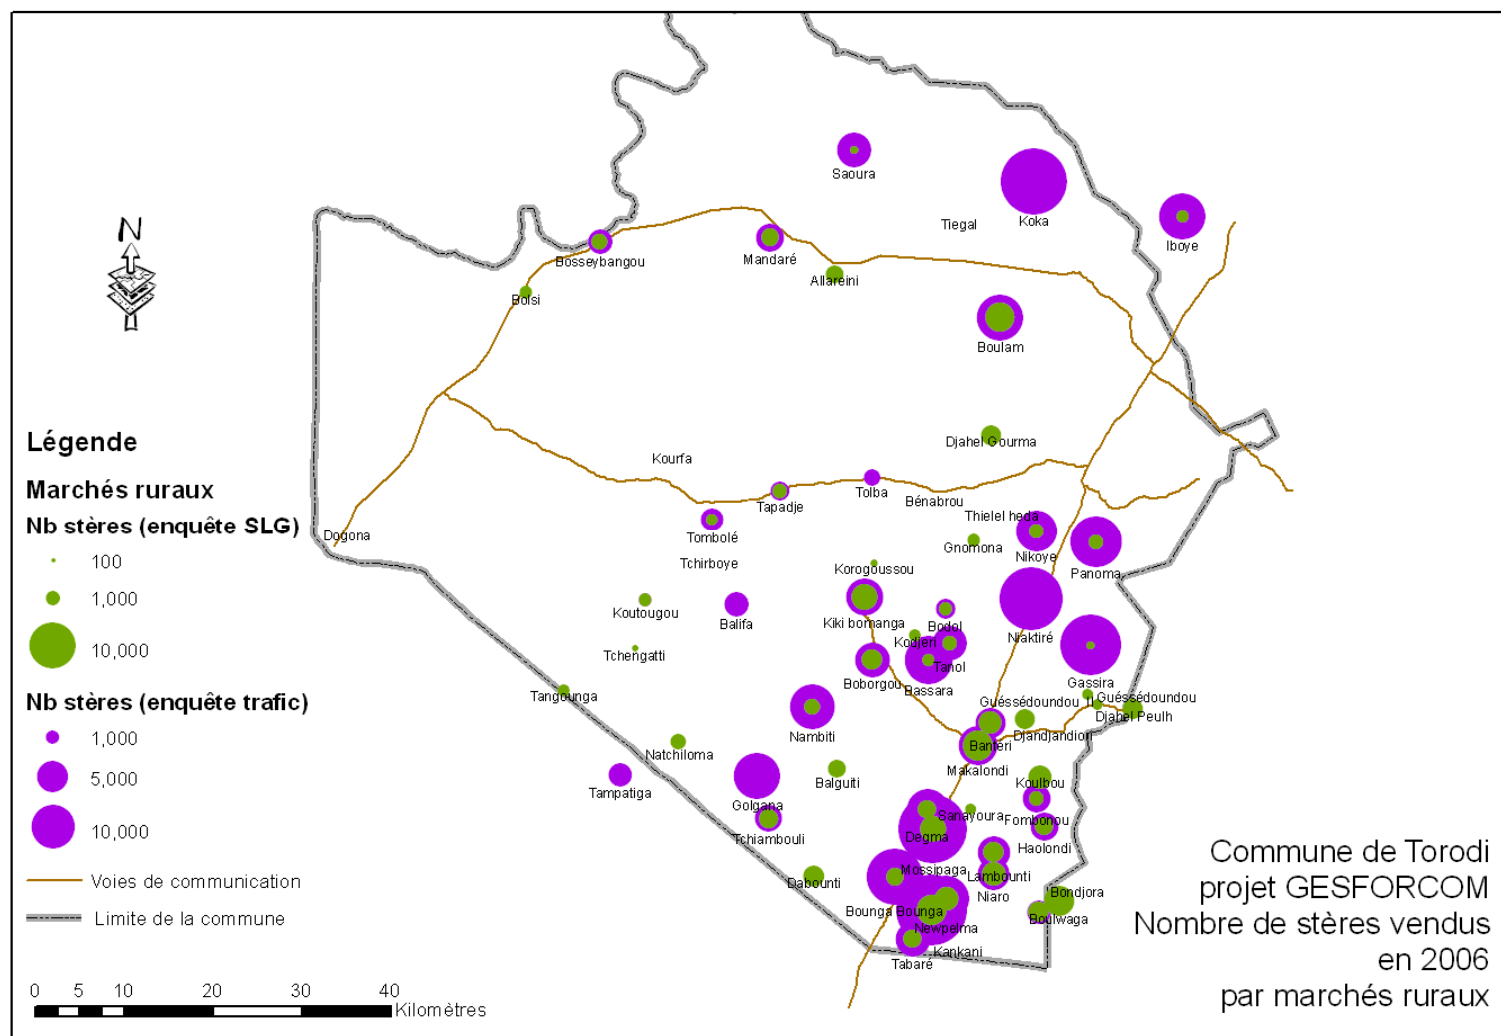 N
Saoura
Koka
Tiegal
Iboye
Bosseybangou
Mandaré
Allareini
Bolsi
Boulam
Djahel Gourma
Kourfa
Tapadje
Tolba
Bénabrou
Thielel heda
Dogona
Tombolé
Tchirboye
Gnomona
Nikoye
Panoma
Korogoussou
Koutougou
Balifa
Kiki bomanga
Bodol
Niaktiré
Kodjeri
Tchengatti
Tanol
Boborgou
Bassara
Gassira
Tangounga
Guéssédoundou II
Guéssédoundou
Djahel Peulh
Nambiti
Djandjandiori
Banteri
Natchiloma
Makalondi
Balguiti
Koulbou
Tampatiga
Golgana
Sanayoura
Fombonou
Tchiambouli
Degma
Haolondi
Mossipaga
Lambounti
Dabounti
Niaro
Bondjora
Bounga Bounga
Boulwaga
Newpelma
Kankani
Tabaré
Légende
Marchés ruraux
Nb stères (enquête SLG)
100
1,000
10,000
Nb stères (enquête trafic)
1,000
5,000
10,000
Voies de communication
Limite de la commune
0 5 10 20 30 40
Kilomètres
Commune de Torodi
projet GESFORCOM
Nombre de stères vendus
en 2006
par marchés ruraux